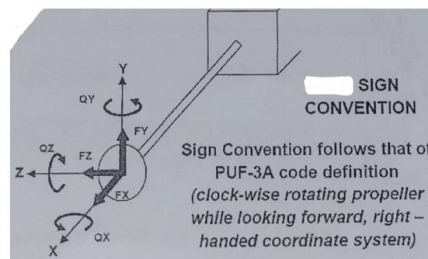 Y
QY
FY
QZ
FZ
Z
FX
QX
X
SIGN
CONVENTION
Sign Convention follows that of
PUF-3A code definition
(clock-wise rotating propeller
while looking forward, right –
handed coordinate system)